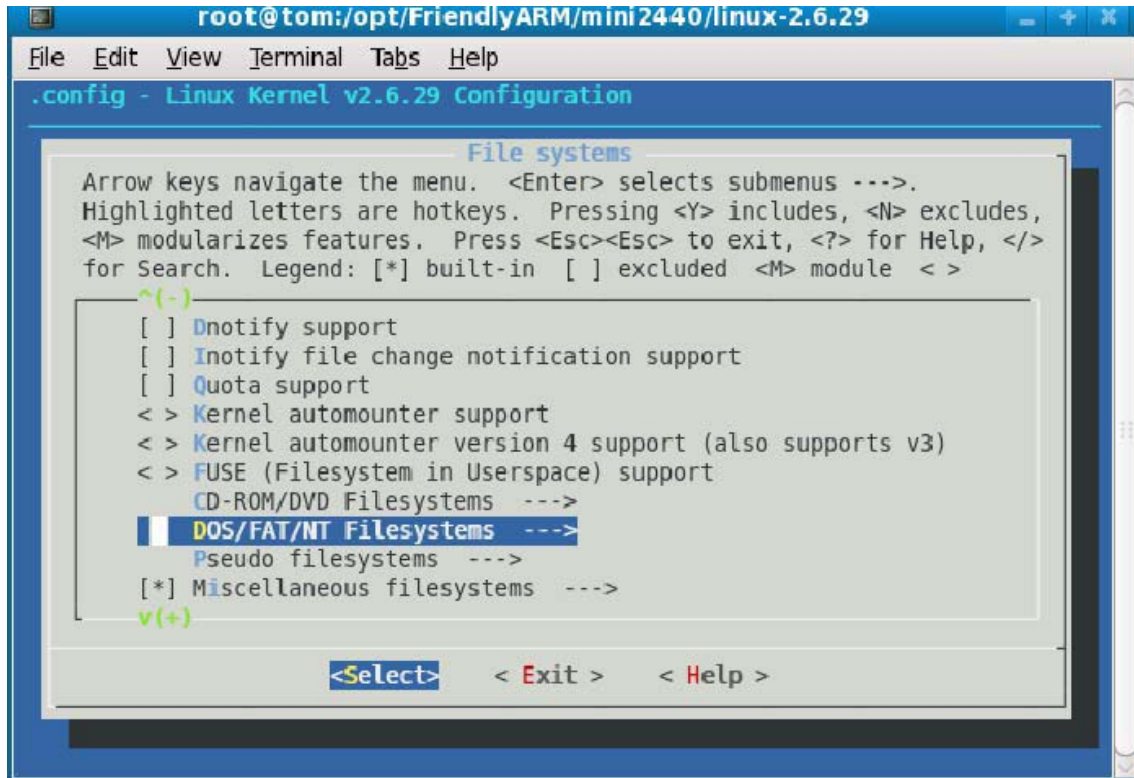 root@tom:/opt/FriendlyARM/mini2440/linux-2.6.29
File Edit View Terminal Tabs Help
.config - Linux Kernel v2.6.29 Configuration
File systems
Arrow keys navigate the menu. <Enter> selects submenus --->.
Highlighted letters are hotkeys. Pressing <Y> includes, <N> excludes,
<M> modularizes features. Press <Esc><Esc> to exit, <?> for Help, </>
for Search. Legend: [*] built-in [ ] excluded <M> module < >
^(-)
[ ] Dnotify support
[ ] Inotify file change notification support
[ ] Quota support
< > Kernel automounter support
< > Kernel automounter version 4 support (also supports v3)
< > FUSE (Filesystem in Userspace) support
CD-ROM/DVD Filesystems --->
DOS/FAT/NT Filesystems --->
Pseudo filesystems --->
[*] Miscellaneous filesystems --->
v(+)
<Select> < Exit > < Help >